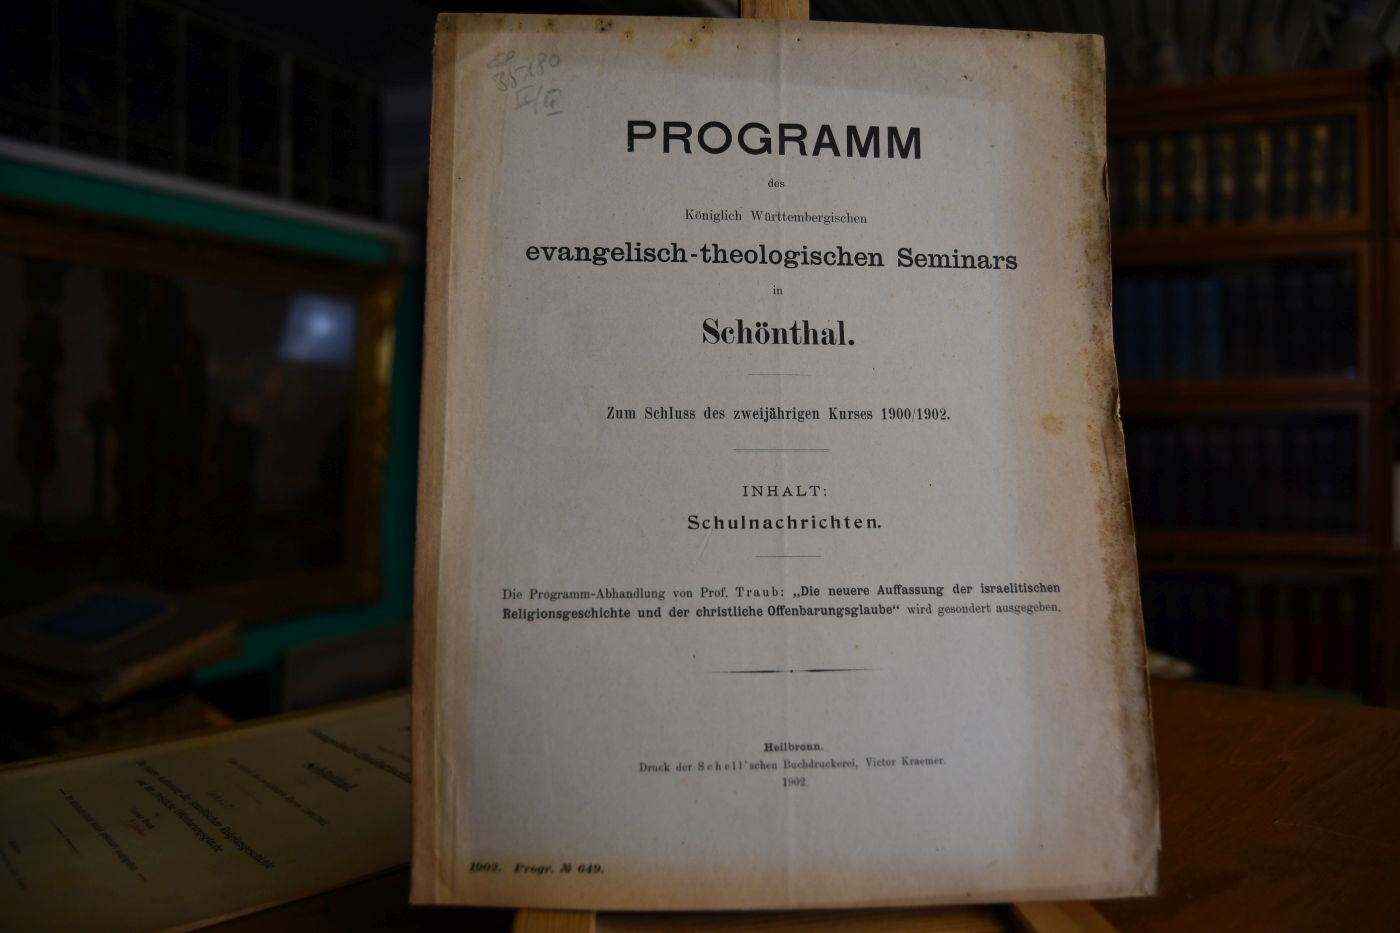 35180
PROGRAMM
des
Königlich Württembergischen
evangelisch-theologischen Seminars
in
Schönthal.
Zum Schluss des zweijährigen Kurses 1900/1902.
INHALT:
Schulnachrichten.
Die Programm-Abhandlung von Prof. Traub: „Die neuere Auffassung der israelitischen
Religionsgeschichte und der christliche Offenbarungsglaube“ wird gesondert ausgegeben.
Heilbronn.
Druck der Schell'schen Buchdruckerei, Victor Kraemer.
1902.
1902. Progr. № 649.
Schönthal.